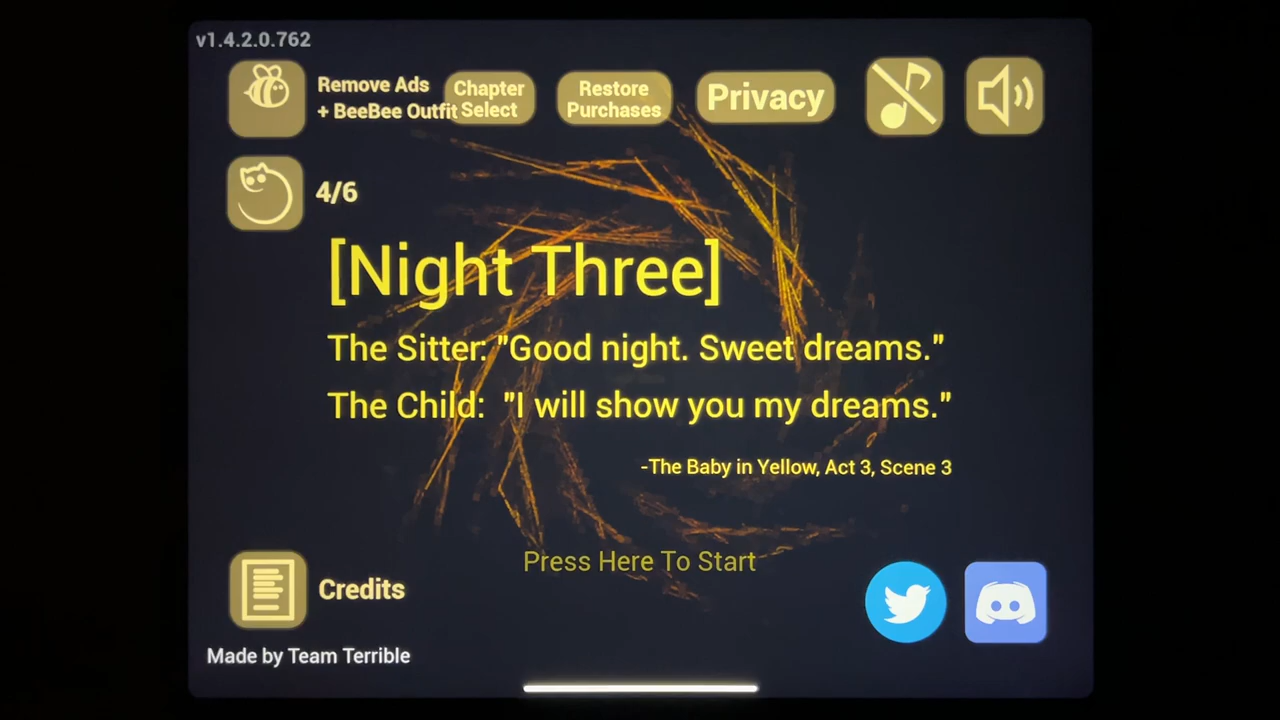 v1.4.2.0.762
Remove Ads
+ BeeBee Outfit
Chapter
Select
Restore
Purchases
Privacy
4/6
[Night Three]
The Sitter: "Good night. Sweet dreams."
The Child: "I will show you my dreams."
-The Baby in Yellow, Act 3, Scene 3
Press Here To Start
Credits
Made by Team Terrible